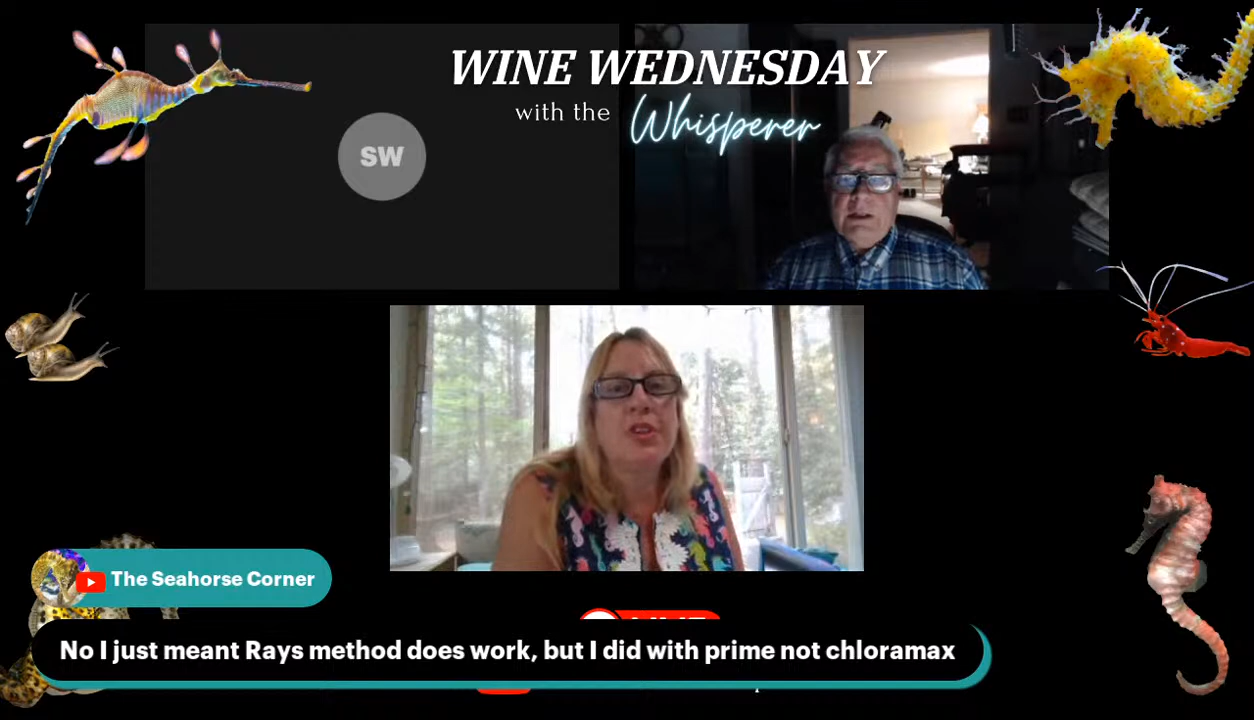 WINE WEDNESDAY
with the Whisperer
SW
The Seahorse Corner
No I just meant Rays method does work, but I did with prime not chloramax